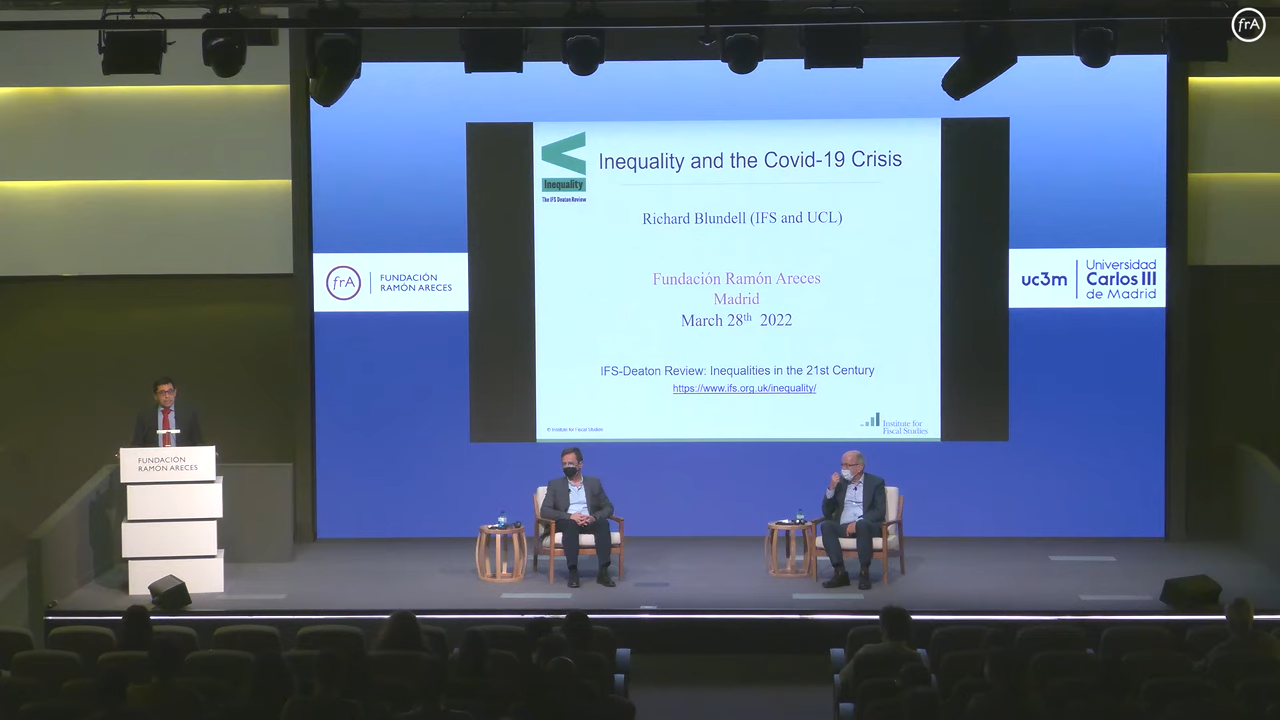 frA
Inequality and the Covid-19 Crisis
Inequality
The IFS Deaton Review
Richard Blundell (IFS and UCL)
Fundación Ramón Areces
Madrid
March 28th 2022
IFS-Deaton Review: Inequalities in the 21st Century
https://www.ifs.org.uk/inequality/
© Institute for Fiscal Studies
Institute for
Fiscal Studies
frA
FUNDACIÓN
RAMÓN ARECES
uc3m
Universidad
Carlos III
de Madrid
FUNDACIÓN
RAMÓN ARECES